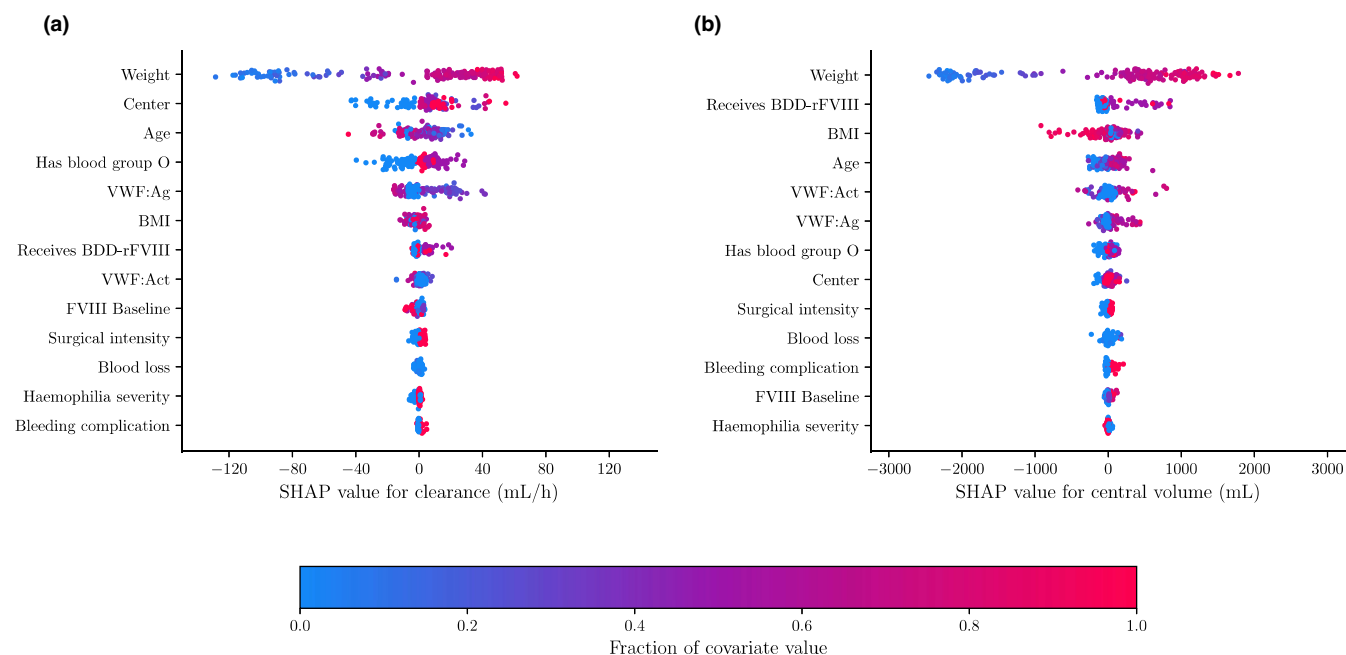 (a)
Weight
Center
Age
Has blood group O
VWF:Ag
BMI
Receives BDD-rFVIII
VWF:Act
FVIII Baseline
Surgical intensity
Blood loss
Haemophilia severity
Bleeding complication
−120 −80 −40 0 40 80 120
SHAP value for clearance (mL/h)
(b)
Weight
Receives BDD-rFVIII
BMI
Age
VWF:Act
VWF:Ag
Has blood group O
Center
Surgical intensity
Blood loss
Bleeding complication
FVIII Baseline
Haemophilia severity
−3000 −2000 −1000 0 1000 2000 3000
SHAP value for central volume (mL)
0.0 0.2 0.4 0.6 0.8 1.0
Fraction of covariate value